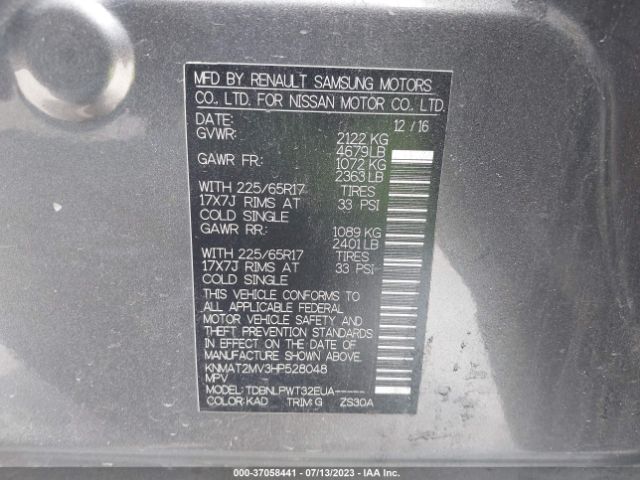 MFD BY RENAULT SAMSUNG MOTORS
CO., LTD. FOR NISSAN MOTOR CO., LTD.
DATE: 12 / 16
GVWR: 2122 KG
4679 LB
GAWR FR: 1072 KG
2363 LB
WITH 225/65R17 TIRES
17X7J RIMS AT 33 PSI
COLD SINGLE
GAWR RR: 1089 KG
2401 LB
WITH 225/65R17 TIRES
17X7J RIMS AT 33 PSI
COLD SINGLE
THIS VEHICLE CONFORMS TO
ALL APPLICABLE FEDERAL
MOTOR VEHICLE SAFETY AND
THEFT PREVENTION STANDARDS
IN EFFECT ON THE DATE OF
MANUFACTURE SHOWN ABOVE.
KNMAT2MV3HP528048
MPV
MODEL: TDBNLPWT32EUA-----
COLOR: KAD TRIM: G ZS30A
000-37058441 - 07/13/2023 - IAA Inc.